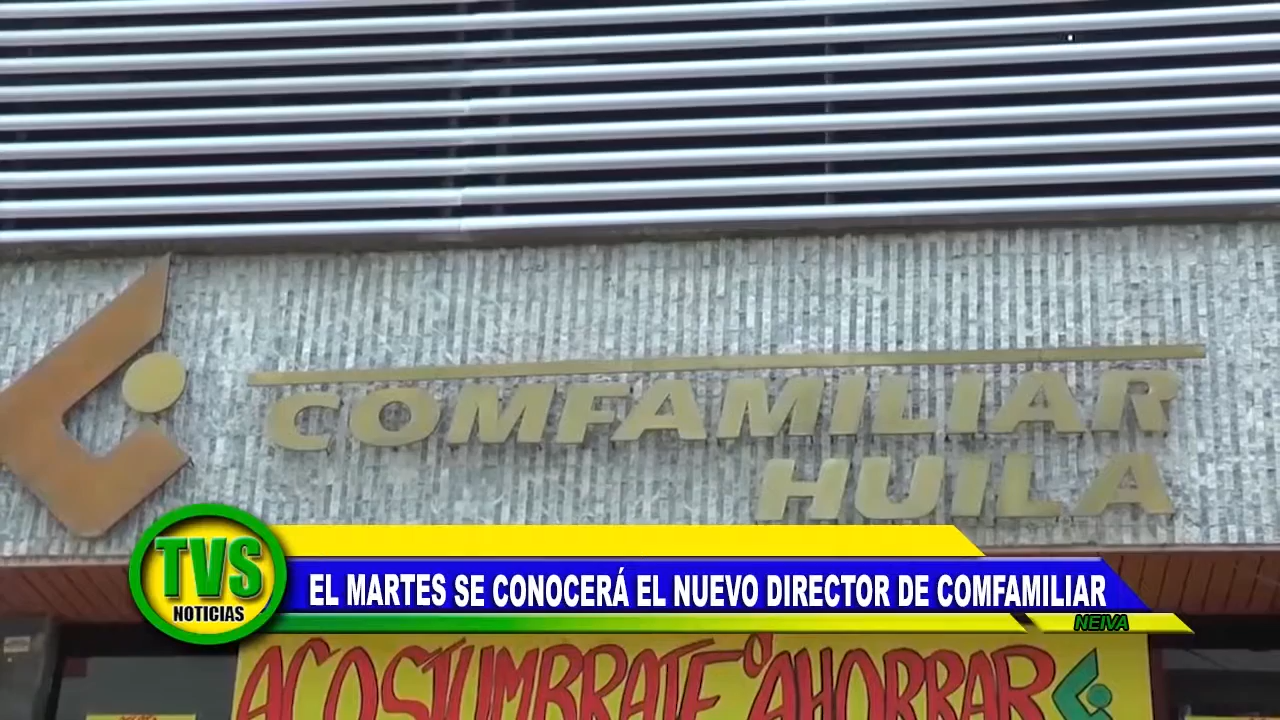 COMFAMILIAR
HUILA
TVS
NOTICIAS
EL MARTES SE CONOCERÁ EL NUEVO DIRECTOR DE COMFAMILIAR
NEIVA
ACOSTUMBRATE a AHORRAR